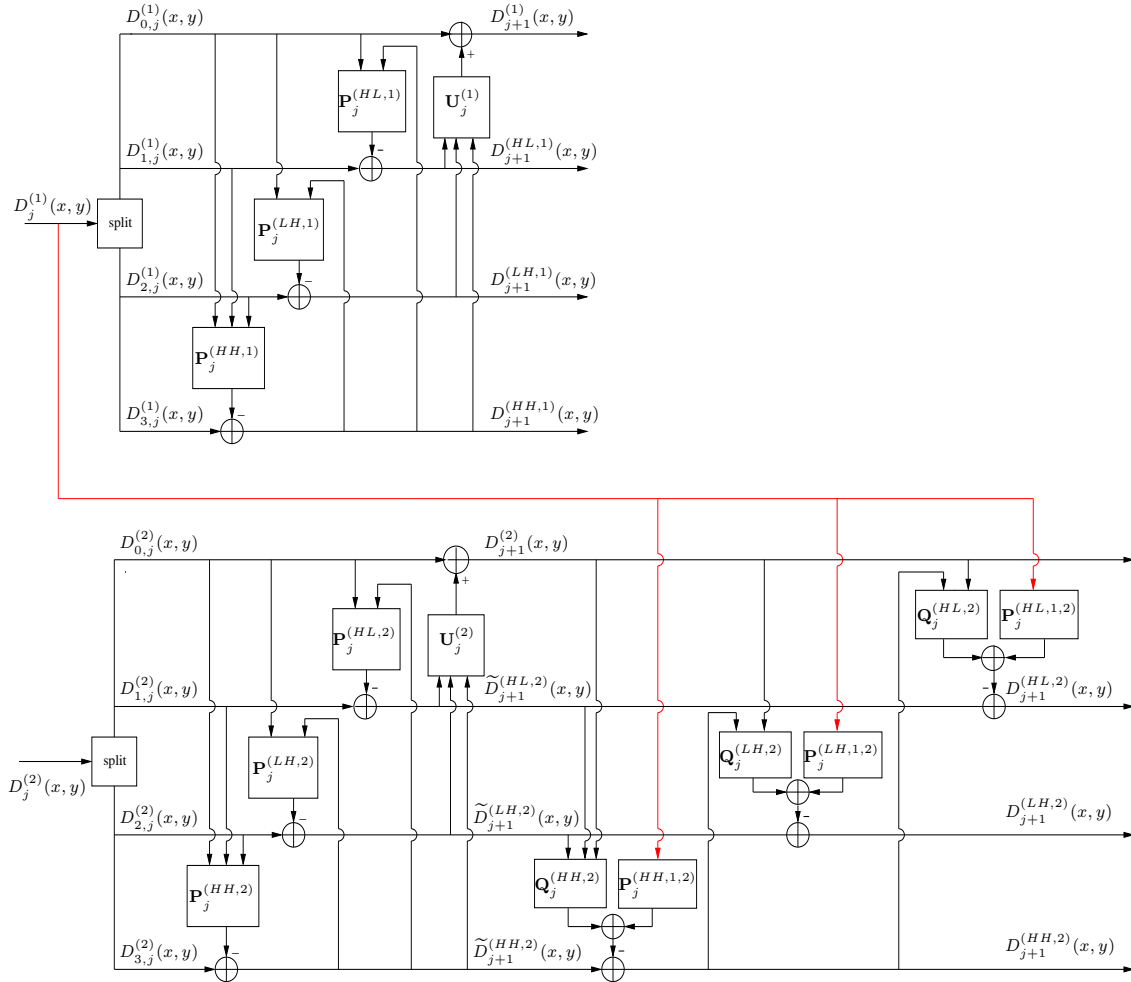 D_{0,j}^{(1)}(x, y)
D_{j+1}^{(1)}(x, y)
+
P_j^{(HL,1)}
U_j^{(1)}
-
D_{1,j}^{(1)}(x, y)
D_{j+1}^{(HL,1)}(x, y)
D_j^{(1)}(x, y)
split
P_j^{(LH,1)}
-
D_{2,j}^{(1)}(x, y)
D_{j+1}^{(LH,1)}(x, y)
P_j^{(HH,1)}
-
D_{3,j}^{(1)}(x, y)
D_{j+1}^{(HH,1)}(x, y)
D_{0,j}^{(2)}(x, y)
D_{j+1}^{(2)}(x, y)
+
P_j^{(HL,2)}
U_j^{(2)}
Q_j^{(HL,2)}
P_j^{(HL,1,2)}
-
-
D_{1,j}^{(2)}(x, y)
\widetilde{D}_{j+1}^{(HL,2)}(x, y)
D_{j+1}^{(HL,2)}(x, y)
split
D_j^{(2)}(x, y)
P_j^{(LH,2)}
Q_j^{(LH,2)}
P_j^{(LH,1,2)}
-
-
D_{2,j}^{(2)}(x, y)
\widetilde{D}_{j+1}^{(LH,2)}(x, y)
D_{j+1}^{(LH,2)}(x, y)
P_j^{(HH,2)}
Q_j^{(HH,2)}
P_j^{(HH,1,2)}
-
-
D_{3,j}^{(2)}(x, y)
\widetilde{D}_{j+1}^{(HH,2)}(x, y)
D_{j+1}^{(HH,2)}(x, y)